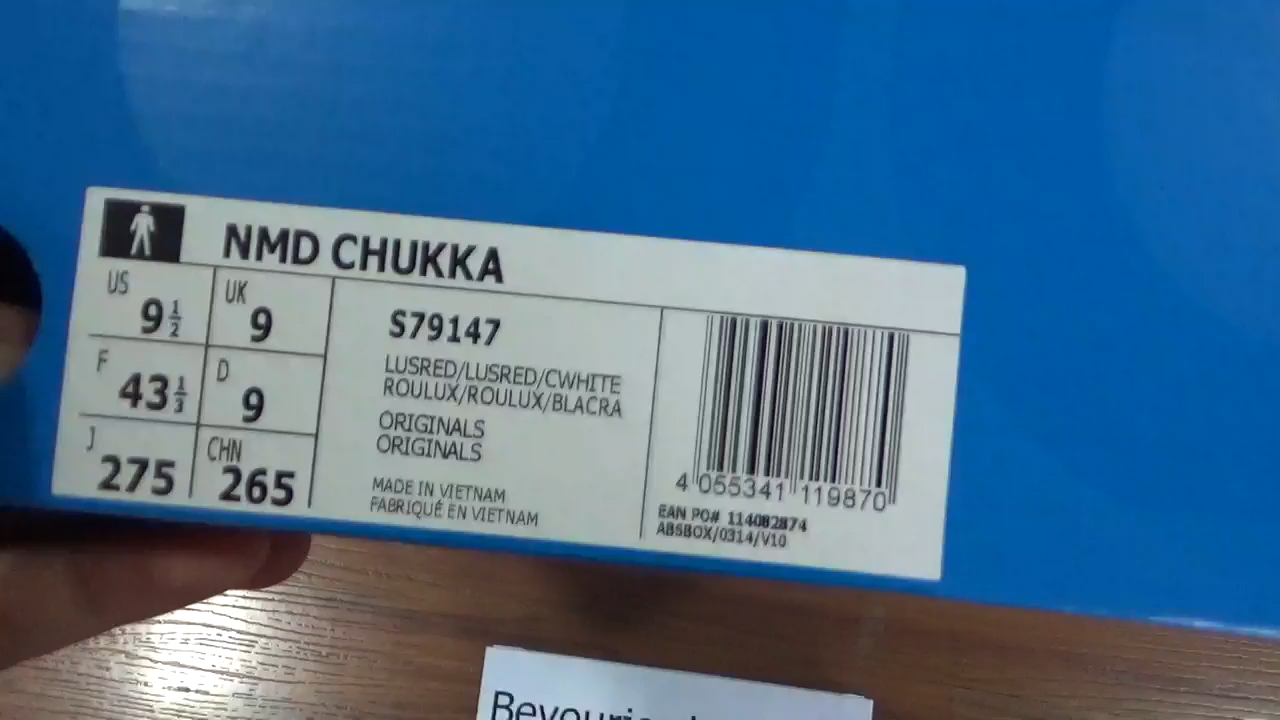 NMD CHUKKA
US 9 1/2
UK 9
F 43 1/3
D 9
J 275
CHN 265
S79147
LUSRED/LUSRED/CWHITE
ROULUX/ROULUX/BLACRA
ORIGINALS
ORIGINALS
MADE IN VIETNAM
FABRIQUÉ EN VIETNAM
4 055341 119870
EAN PO# 114082874
ABSBOX/0314/V10